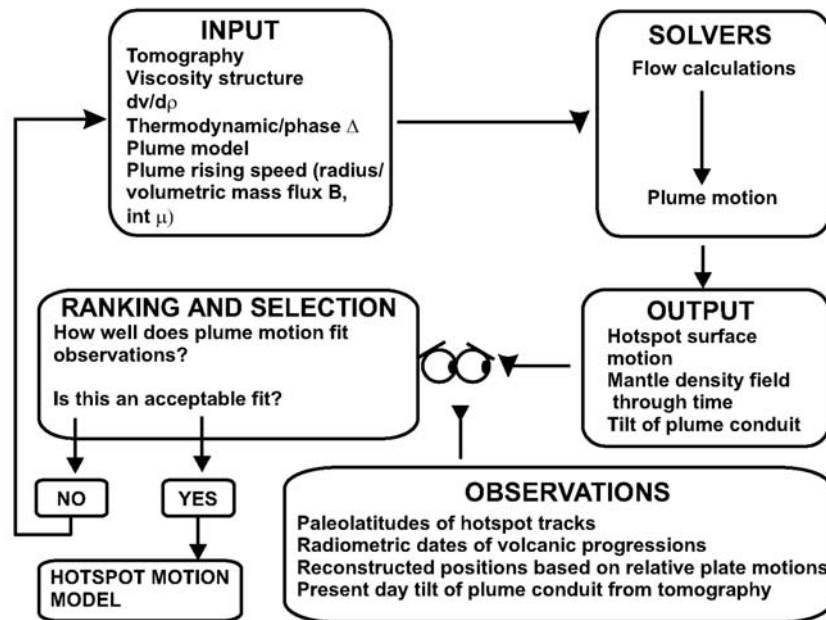 INPUT
Tomography
Viscosity structure
dv/dρ
Thermodynamic/phase Δ
Plume model
Plume rising speed (radius/
volumetric mass flux B,
int μ)
SOLVERS
Flow calculations
Plume motion
OUTPUT
Hotspot surface
motion
Mantle density field
through time
Tilt of plume conduit
RANKING AND SELECTION
How well does plume motion fit
observations?
Is this an acceptable fit?
NO
YES
HOTSPOT MOTION
MODEL
OBSERVATIONS
Paleolatitudes of hotspot tracks
Radiometric dates of volcanic progressions
Reconstructed positions based on relative plate motions
Present day tilt of plume conduit from tomography